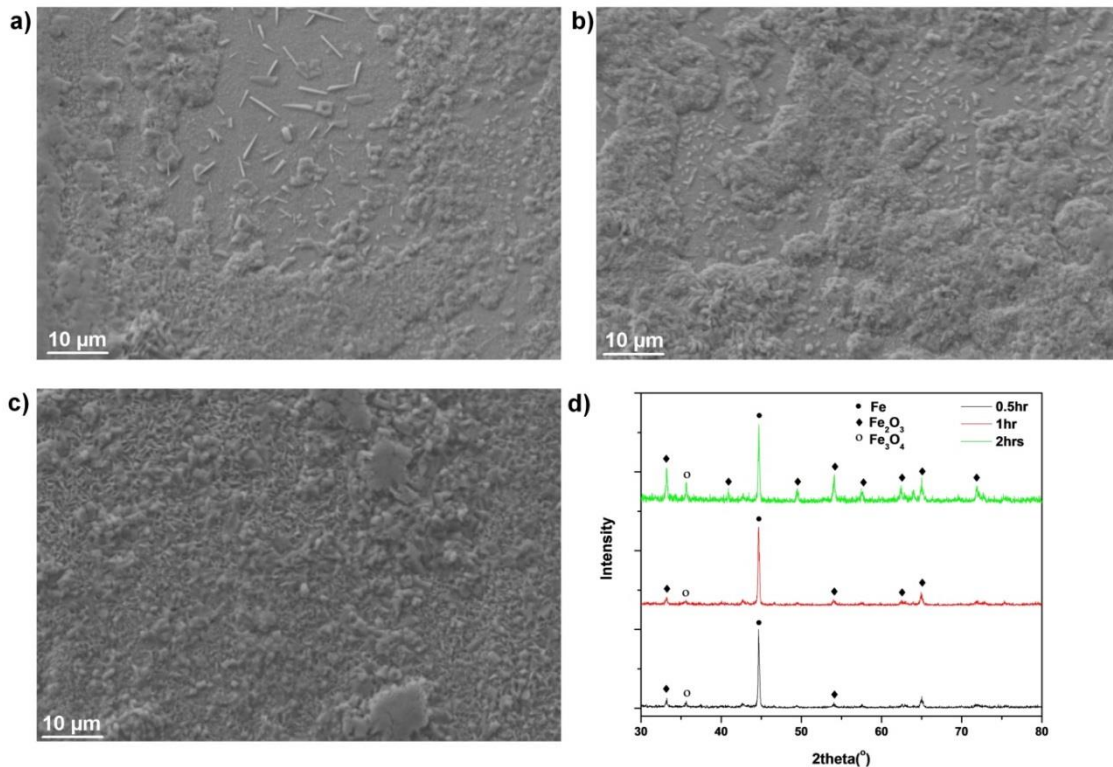 a)
10 µm
b)
10 µm
c)
10 µm
d)
● Fe
♦ Fe₂O₃
o Fe₃O₄
0.5hr
1hr
2hrs
Intensity
30 40 50 60 70 80
2theta(°)